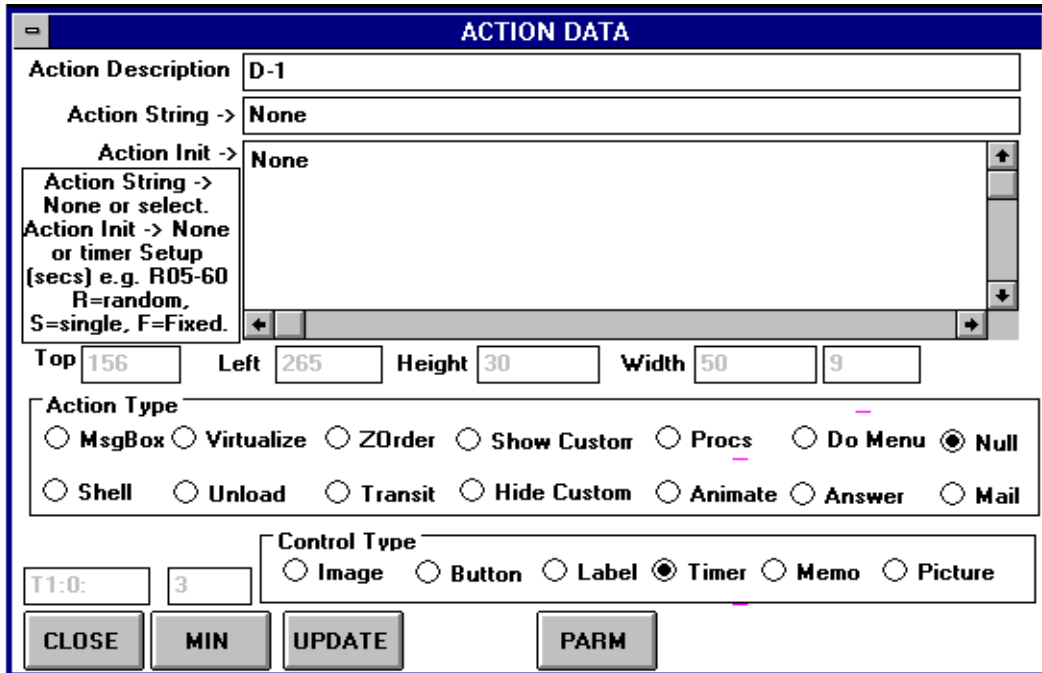 ACTION DATA
Action Description D-1
Action String -> None
Action Init -> None
Action String ->
None or select.
Action Init -> None
or timer Setup
(secs) e.g. R05-60
R=random,
S=single, F=Fixed.
Top 156 Left 265 Height 30 Width 50 9
Action Type
MsgBox Virtualize ZOrder Show Custom Procs Do Menu Null
Shell Unload Transit Hide Custom Animate Answer Mail
Control Type
Image Button Label Timer Memo Picture
T1:0: 3
CLOSE MIN UPDATE PARM